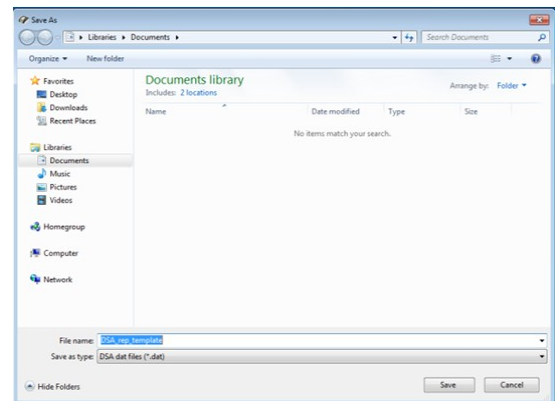 Save As
Libraries ▸ Documents ▸
Search Documents
Organize ▾ New folder
Favorites
Desktop
Downloads
Recent Places
Libraries
Documents
Music
Pictures
Videos
Homegroup
Computer
Network
Documents library
Includes: 2 locations
Arrange by: Folder ▾
Name Date modified Type Size
No items match your search.
File name: DSA_rep_template
Save as type: DSA dat files (*.dat)
Hide Folders
Save Cancel